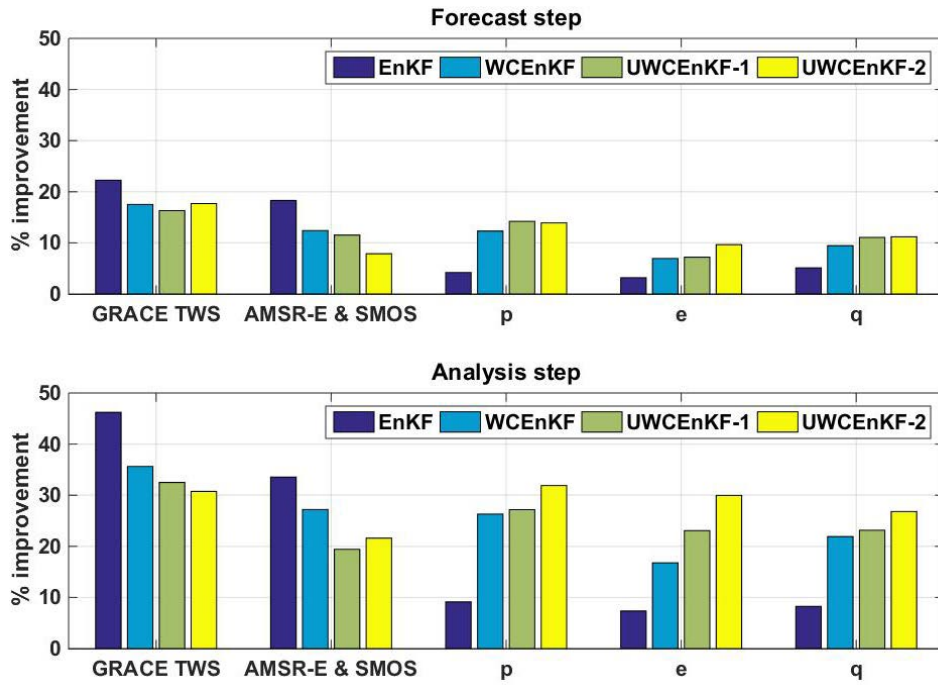 Forecast step
50
40
30
20
10
0
% improvement
EnKF WCEnKF UWCEnKF-1 UWCEnKF-2
GRACE TWS AMSR-E & SMOS p e q
Analysis step
50
40
30
20
10
0
% improvement
EnKF WCEnKF UWCEnKF-1 UWCEnKF-2
GRACE TWS AMSR-E & SMOS p e q